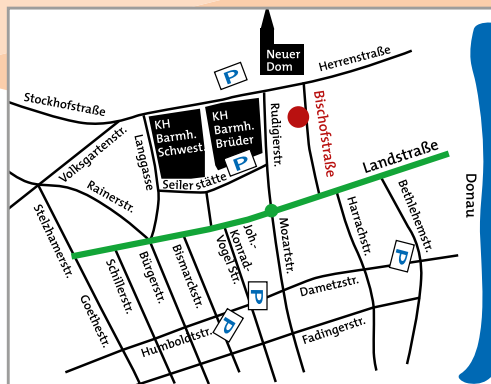 Neuer
Dom
Herrenstraße
P
Stockhofstraße
KH
Barmh.
Schwest.
KH
Barmh.
Brüder
P
Rudigierstr.
Bischofstraße
Volksgartenstr.
Langgasse
Seiler stätte
Landstraße
Rainerstr.
Donau
Stelzhamerstr.
Bethlehemstr.
Harrachstr.
Mozartstr.
Joh.-
Konrad-
Vogel Str.
Bismarckstr.
Bürgerstr.
Schillerstr.
Goethestr.
P
P
P
Dametzstr.
Humboldtstr.
Fadingerstr.